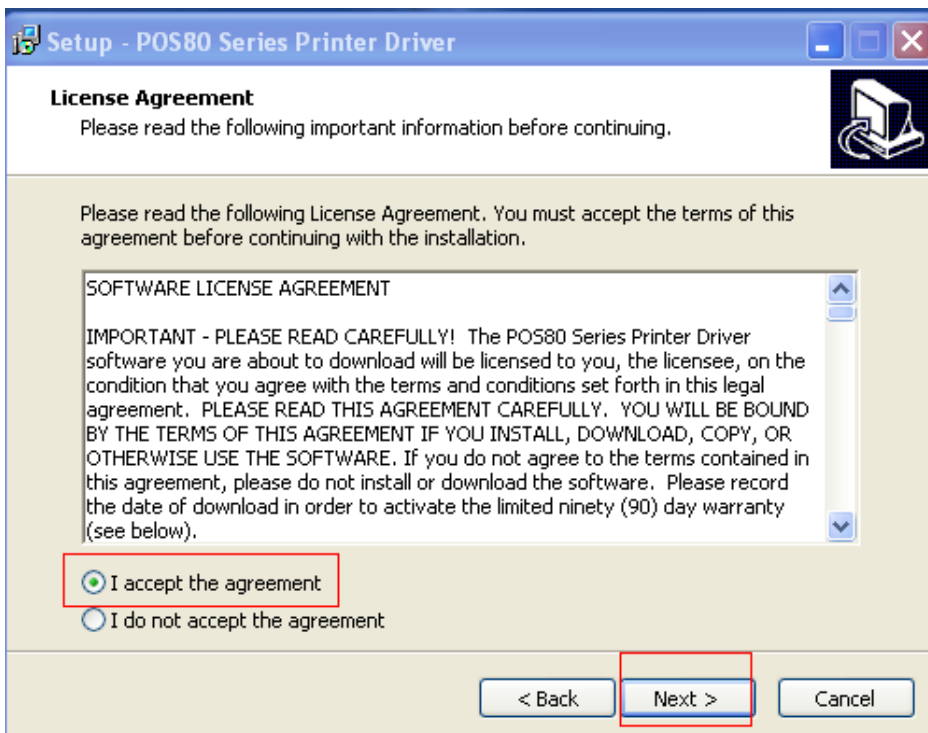 Setup - POS80 Series Printer Driver
License Agreement
Please read the following important information before continuing.
Please read the following License Agreement. You must accept the terms of this
agreement before continuing with the installation.
SOFTWARE LICENSE AGREEMENT
IMPORTANT - PLEASE READ CAREFULLY!  The POS80 Series Printer Driver
software you are about to download will be licensed to you, the licensee, on the
condition that you agree with the terms and conditions set forth in this legal
agreement.  PLEASE READ THIS AGREEMENT CAREFULLY.  YOU WILL BE BOUND
BY THE TERMS OF THIS AGREEMENT IF YOU INSTALL, DOWNLOAD, COPY, OR
OTHERWISE USE THE SOFTWARE. If you do not agree to the terms contained in
this agreement, please do not install or download the software.  Please record
the date of download in order to activate the limited ninety (90) day warranty
(see below).
I accept the agreement
I do not accept the agreement
< Back
Next >
Cancel